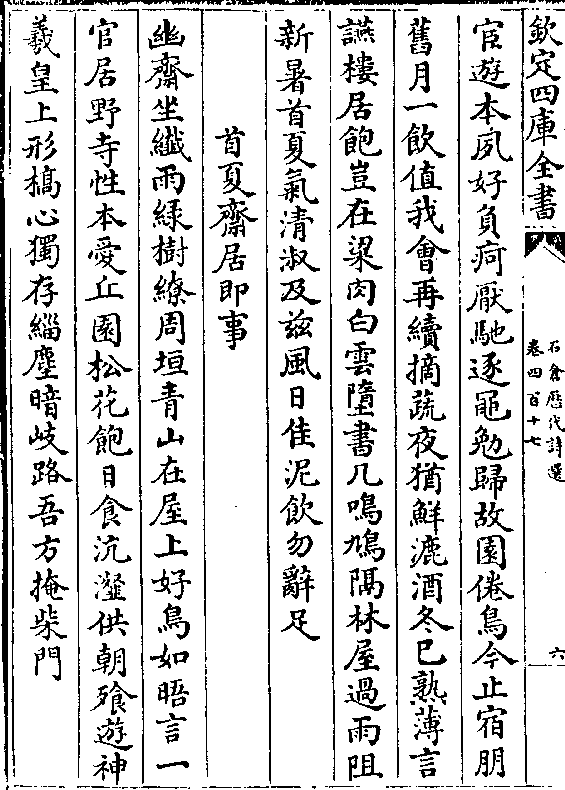 欽定四庫全書
石倉歷代詩選
卷四百十七
六
宦遊本夙好負疴厭馳逐黽勉歸故園倦鳥今止宿朋
舊月一飲值我會再續摘蔬夜猶鮮漉酒冬已熟薄言
讌樓居飽豈在粱肉白雲墮書几鳴鳩隔林屋過雨阻
新暑首夏氣清淑及兹風日佳泥飲勿辭足
首夏齋居即事
幽齋坐纖雨緑樹繚周垣青山在屋上好鳥如晤言一
官居野寺性本愛丘園松花飽日食沆瀣供朝飱遊神
羲皇上形槁心獨存緇塵暗岐路吾方掩柴門